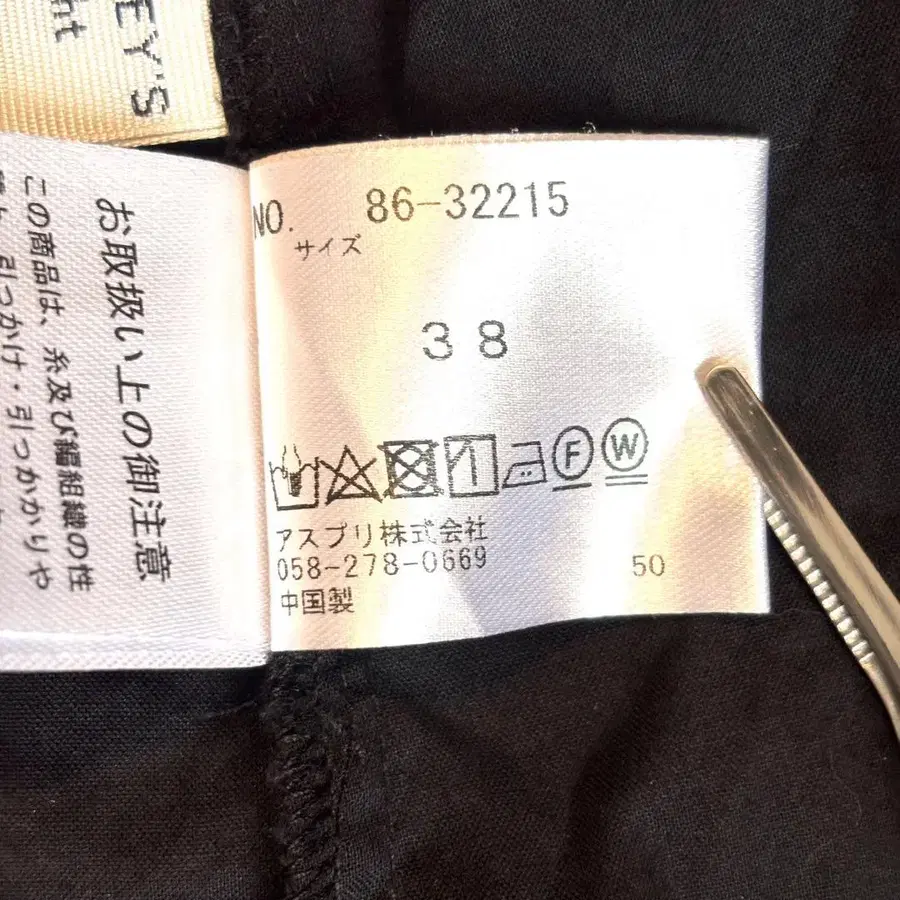 EY'S
ht
お取扱い上の御注意
この商品は、糸及び編組織の性
引っかけ・引っかかりや
NO. 86-32215
サイズ
38
F W
アスプリ株式会社
058-278-0669
50
中国製